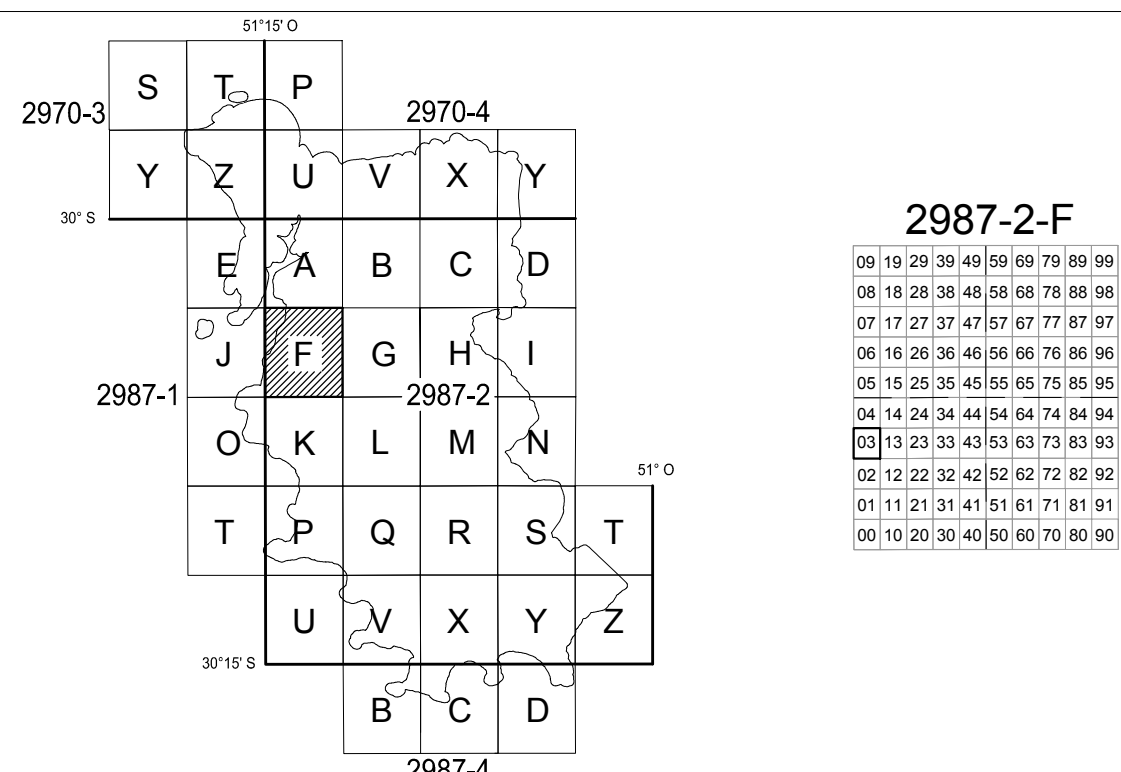 51°15' O
S T P
2970-3
2970-4
Y Z U V X Y
30° S
E A B C D
J F G H I
2987-1
2987-2
O K L M N
51° O
T P Q R S T
U V X Y Z
30°15' S
B C D
2987-4
2987-2-F
09 19 29 39 49 59 69 79 89 99
08 18 28 38 48 58 68 78 88 98
07 17 27 37 47 57 67 77 87 97
06 16 26 36 46 56 66 76 86 96
05 15 25 35 45 55 65 75 85 95
04 14 24 34 44 54 64 74 84 94
03 13 23 33 43 53 63 73 83 93
02 12 22 32 42 52 62 72 82 92
01 11 21 31 41 51 61 71 81 91
00 10 20 30 40 50 60 70 80 90